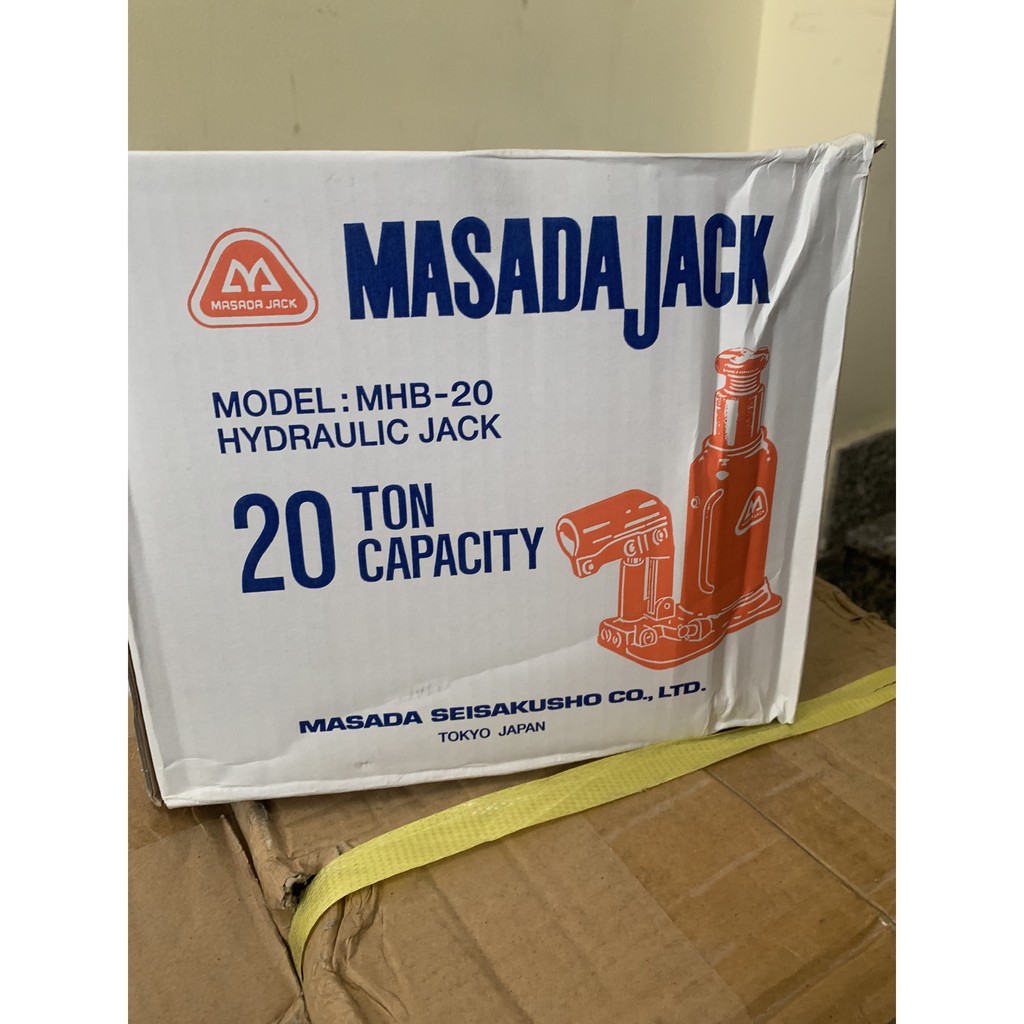 MASADA JACK
MASADA JACK
MODEL : MHB-20
HYDRAULIC JACK
20 TON CAPACITY
MASADA SEISAKUSHO CO., LTD.
TOKYO JAPAN